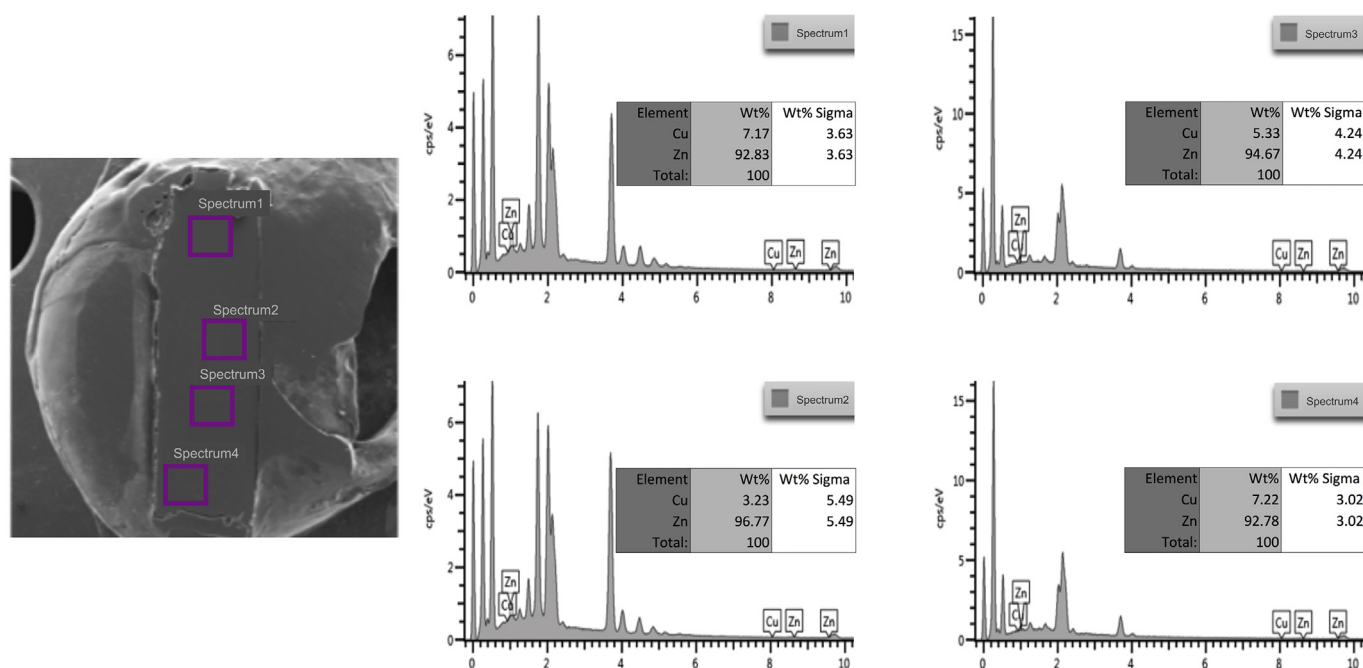 Spectrum1
Spectrum2
Spectrum3
Spectrum4
Spectrum1
cps/eV
6
4
2
0
Element Wt% Wt% Sigma
Cu 7.17 3.63
Zn 92.83 3.63
Total: 100
Zn
Cu
Cu Zn Zn
0 2 4 6 8 10
Spectrum3
cps/eV
15
10
5
0
Element Wt% Wt% Sigma
Cu 5.33 4.24
Zn 94.67 4.24
Total: 100
Zn
Cu
Cu Zn Zn
0 2 4 6 8 10
Spectrum2
cps/eV
6
4
2
0
Element Wt% Wt% Sigma
Cu 3.23 5.49
Zn 96.77 5.49
Total: 100
Zn
Cu
Cu Zn Zn
0 2 4 6 8 10
Spectrum4
cps/eV
15
10
5
0
Element Wt% Wt% Sigma
Cu 7.22 3.02
Zn 92.78 3.02
Total: 100
Zn
Cu
Cu Zn Zn
0 2 4 6 8 10